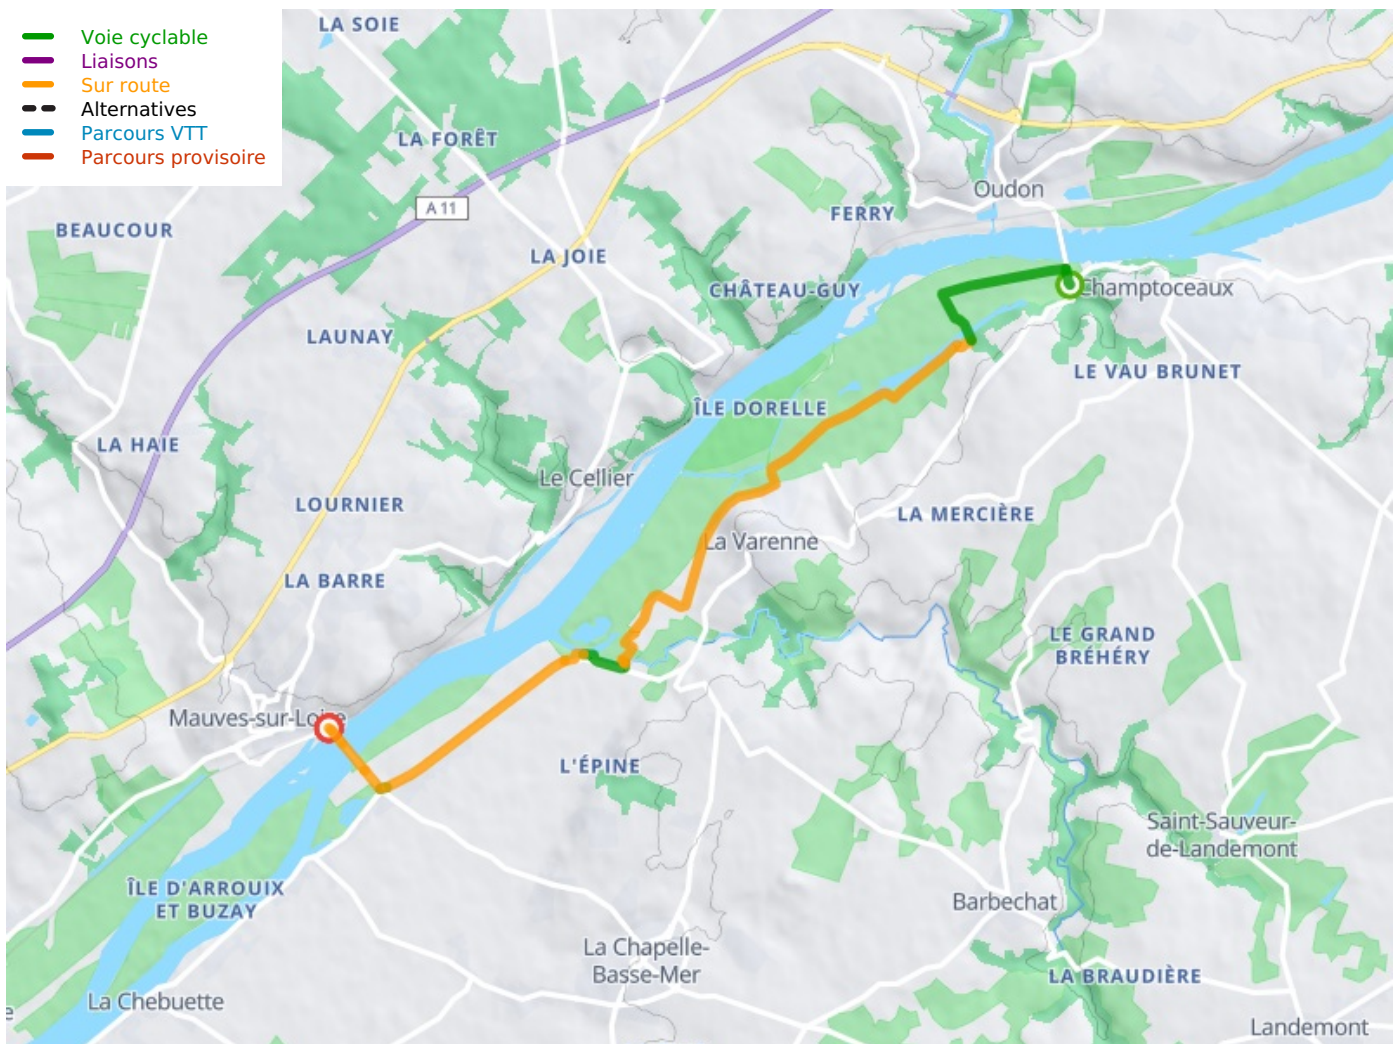 Voie cyclable
Liaisons
Sur route
Alternatives
Parcours VTT
Parcours provisoire
LA SOIE
LA FORÊT
Oudon
A 11
FERRY
BEAUCOUR
LA JOIE
CHÂTEAU-GUY
Champtoceaux
LAUNAY
LE VAU BRUNET
ÎLE DORELLE
LA HAIE
Le Cellier
LOURNIER
LA MERCIÈRE
La Varenne
LA BARRE
LE GRAND
BRÉHÉRY
Mauves-sur-Loire
L'ÉPINE
Saint-Sauveur-
de-Landemont
ÎLE D'ARROUIX
ET BUZAY
Barbechat
La Chapelle-
Basse-Mer
LA BRAUDIÈRE
La Chebuette
e
Landemont